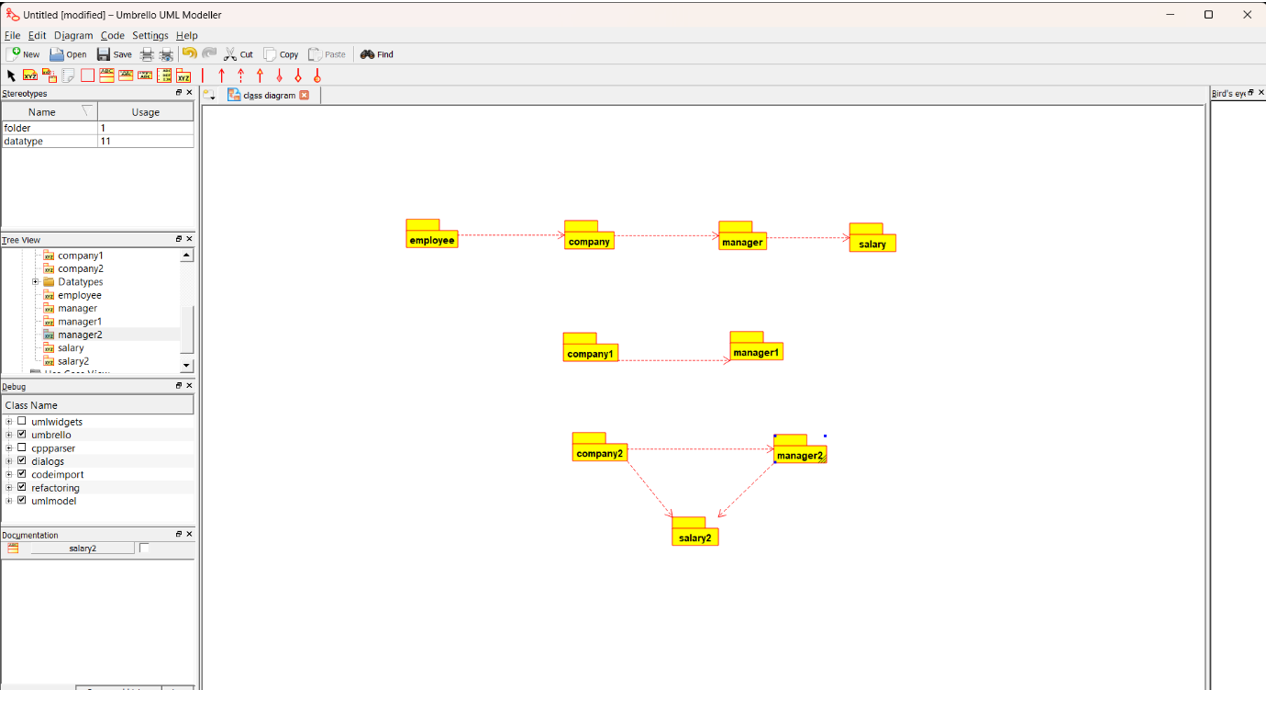 Untitled [modified] – Umbrello UML Modeller
File Edit Diagram Code Settings Help
New Open Save Cut Copy Paste Find
Stereotypes
class diagram
Bird's eye
Name Usage
folder 1
datatype 11
Tree View
company1
company2
Datatypes
employee
manager
manager1
manager2
salary
salary2
Debug
Class Name
umlwidgets
umbrello
cppparser
dialogs
codeimport
refactoring
umlmodel
Documentation
salary2
employee company manager salary
company1 manager1
company2 manager2
salary2